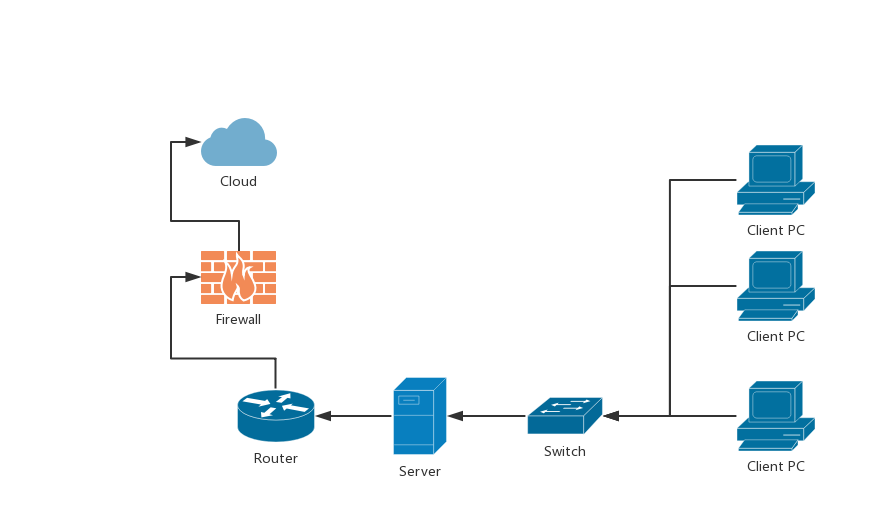 Cloud
Client PC
Firewall
Client PC
Router
Server
Switch
Client PC